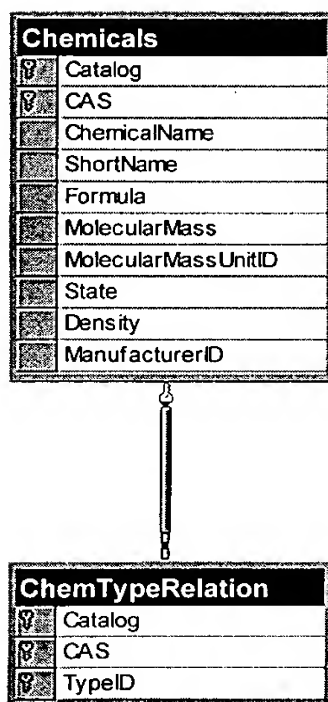 Chemicals
Catalog
CAS
ChemicalName
ShortName
Formula
MolecularMass
MolecularMassUnitID
State
Density
ManufacturerID
ChemTypeRelation
Catalog
CAS
TypeID